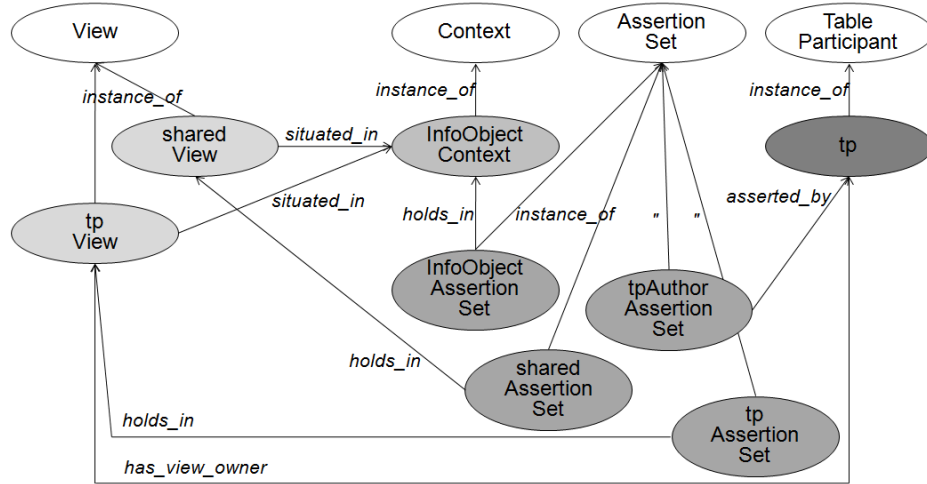 View
Context
Assertion
Set
Table
Participant
instance_of
instance_of
instance_of
shared
View
situated_in
InfoObject
Context
tp
asserted_by
situated_in
holds_in
instance_of
"
"
tp
View
InfoObject
Assertion
Set
tpAuthor
Assertion
Set
holds_in
shared
Assertion
Set
holds_in
tp
Assertion
Set
has_view_owner